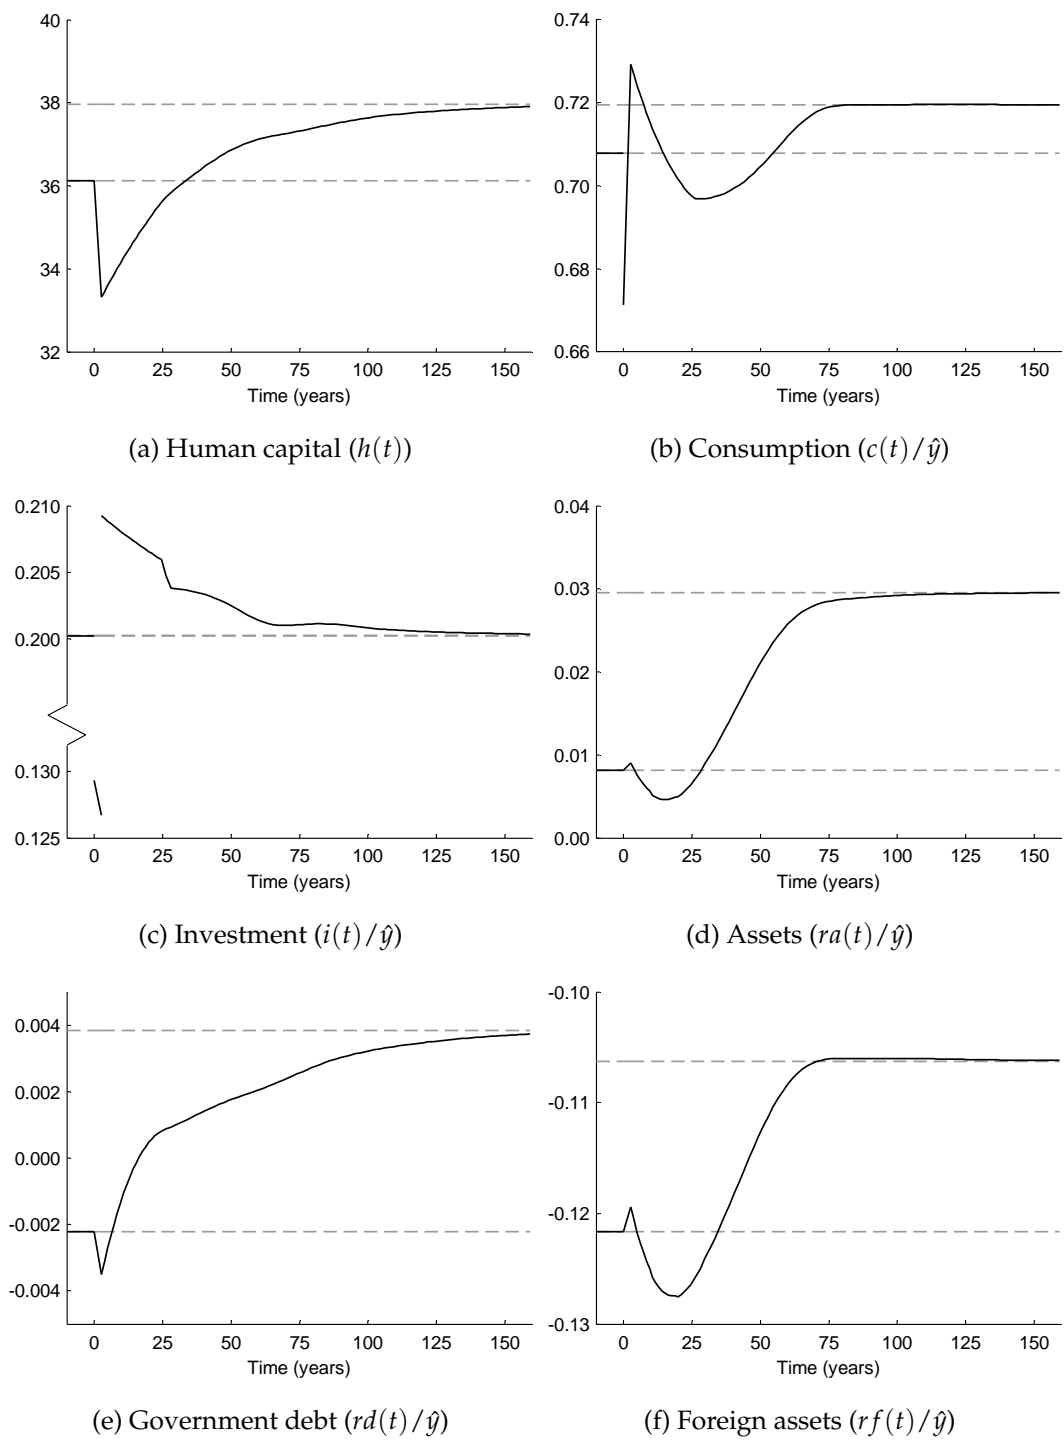 40
38
36
34
32
0 25 50 75 100 125 150
Time (years)
(a) Human capital (h(t))
0.74
0.72
0.70
0.68
0.66
0 25 50 75 100 125 150
Time (years)
(b) Consumption (c(t)/ŷ)
0.210
0.205
0.200
0.130
0.125
0 25 50 75 100 125 150
Time (years)
(c) Investment (i(t)/ŷ)
0.04
0.03
0.02
0.01
0.00
0 25 50 75 100 125 150
Time (years)
(d) Assets (ra(t)/ŷ)
0.004
0.002
0.000
-0.002
-0.004
0 25 50 75 100 125 150
Time (years)
(e) Government debt (rd(t)/ŷ)
-0.10
-0.11
-0.12
-0.13
0 25 50 75 100 125 150
Time (years)
(f) Foreign assets (rf(t)/ŷ)